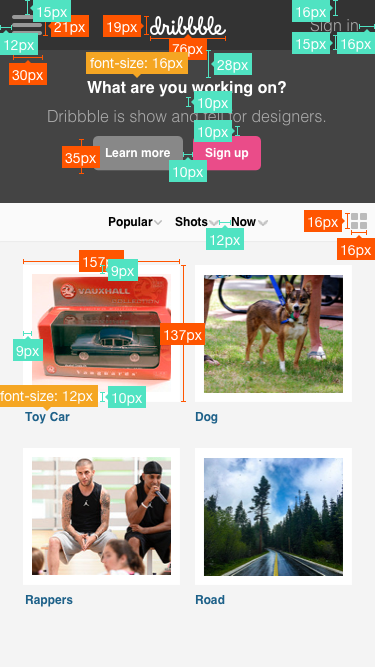 15px
16px
21px
19px
dribbble
Sign in
12px
76px
15px
16px
30px
font-size: 16px
28px
What are you working on?
10px
Dribbble is show and tell for designers.
10px
35px
Learn more
Sign up
10px
Popular
Shots
Now
16px
12px
16px
157
9px
VAUXHALL
137px
9px
Vanguards
font-size: 12px
10px
Toy Car
Dog
Rappers
Road